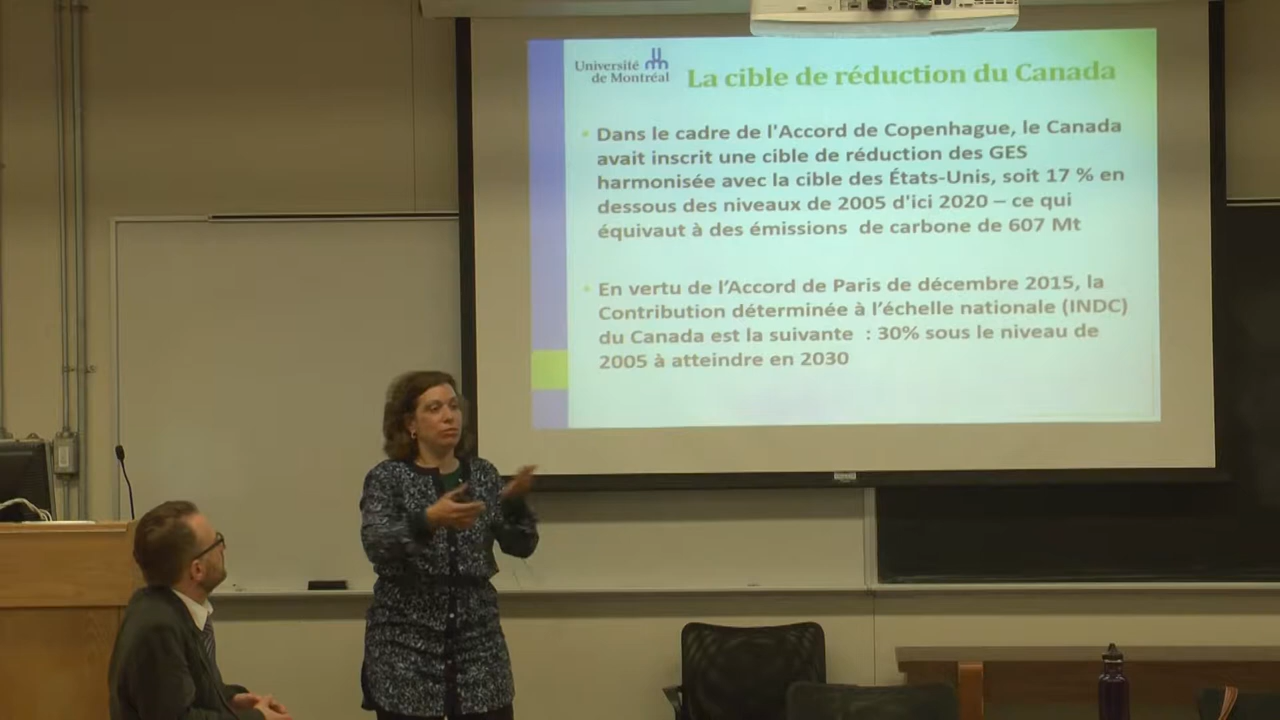 Université
de Montréal
La cible de réduction du Canada
Dans le cadre de l'Accord de Copenhague, le Canada
avait inscrit une cible de réduction des GES
harmonisée avec la cible des États-Unis, soit 17 % en
dessous des niveaux de 2005 d'ici 2020 – ce qui
équivaut à des émissions de carbone de 607 Mt
En vertu de l’Accord de Paris de décembre 2015, la
Contribution déterminée à l’échelle nationale (INDC)
du Canada est la suivante : 30% sous le niveau de
2005 à atteindre en 2030